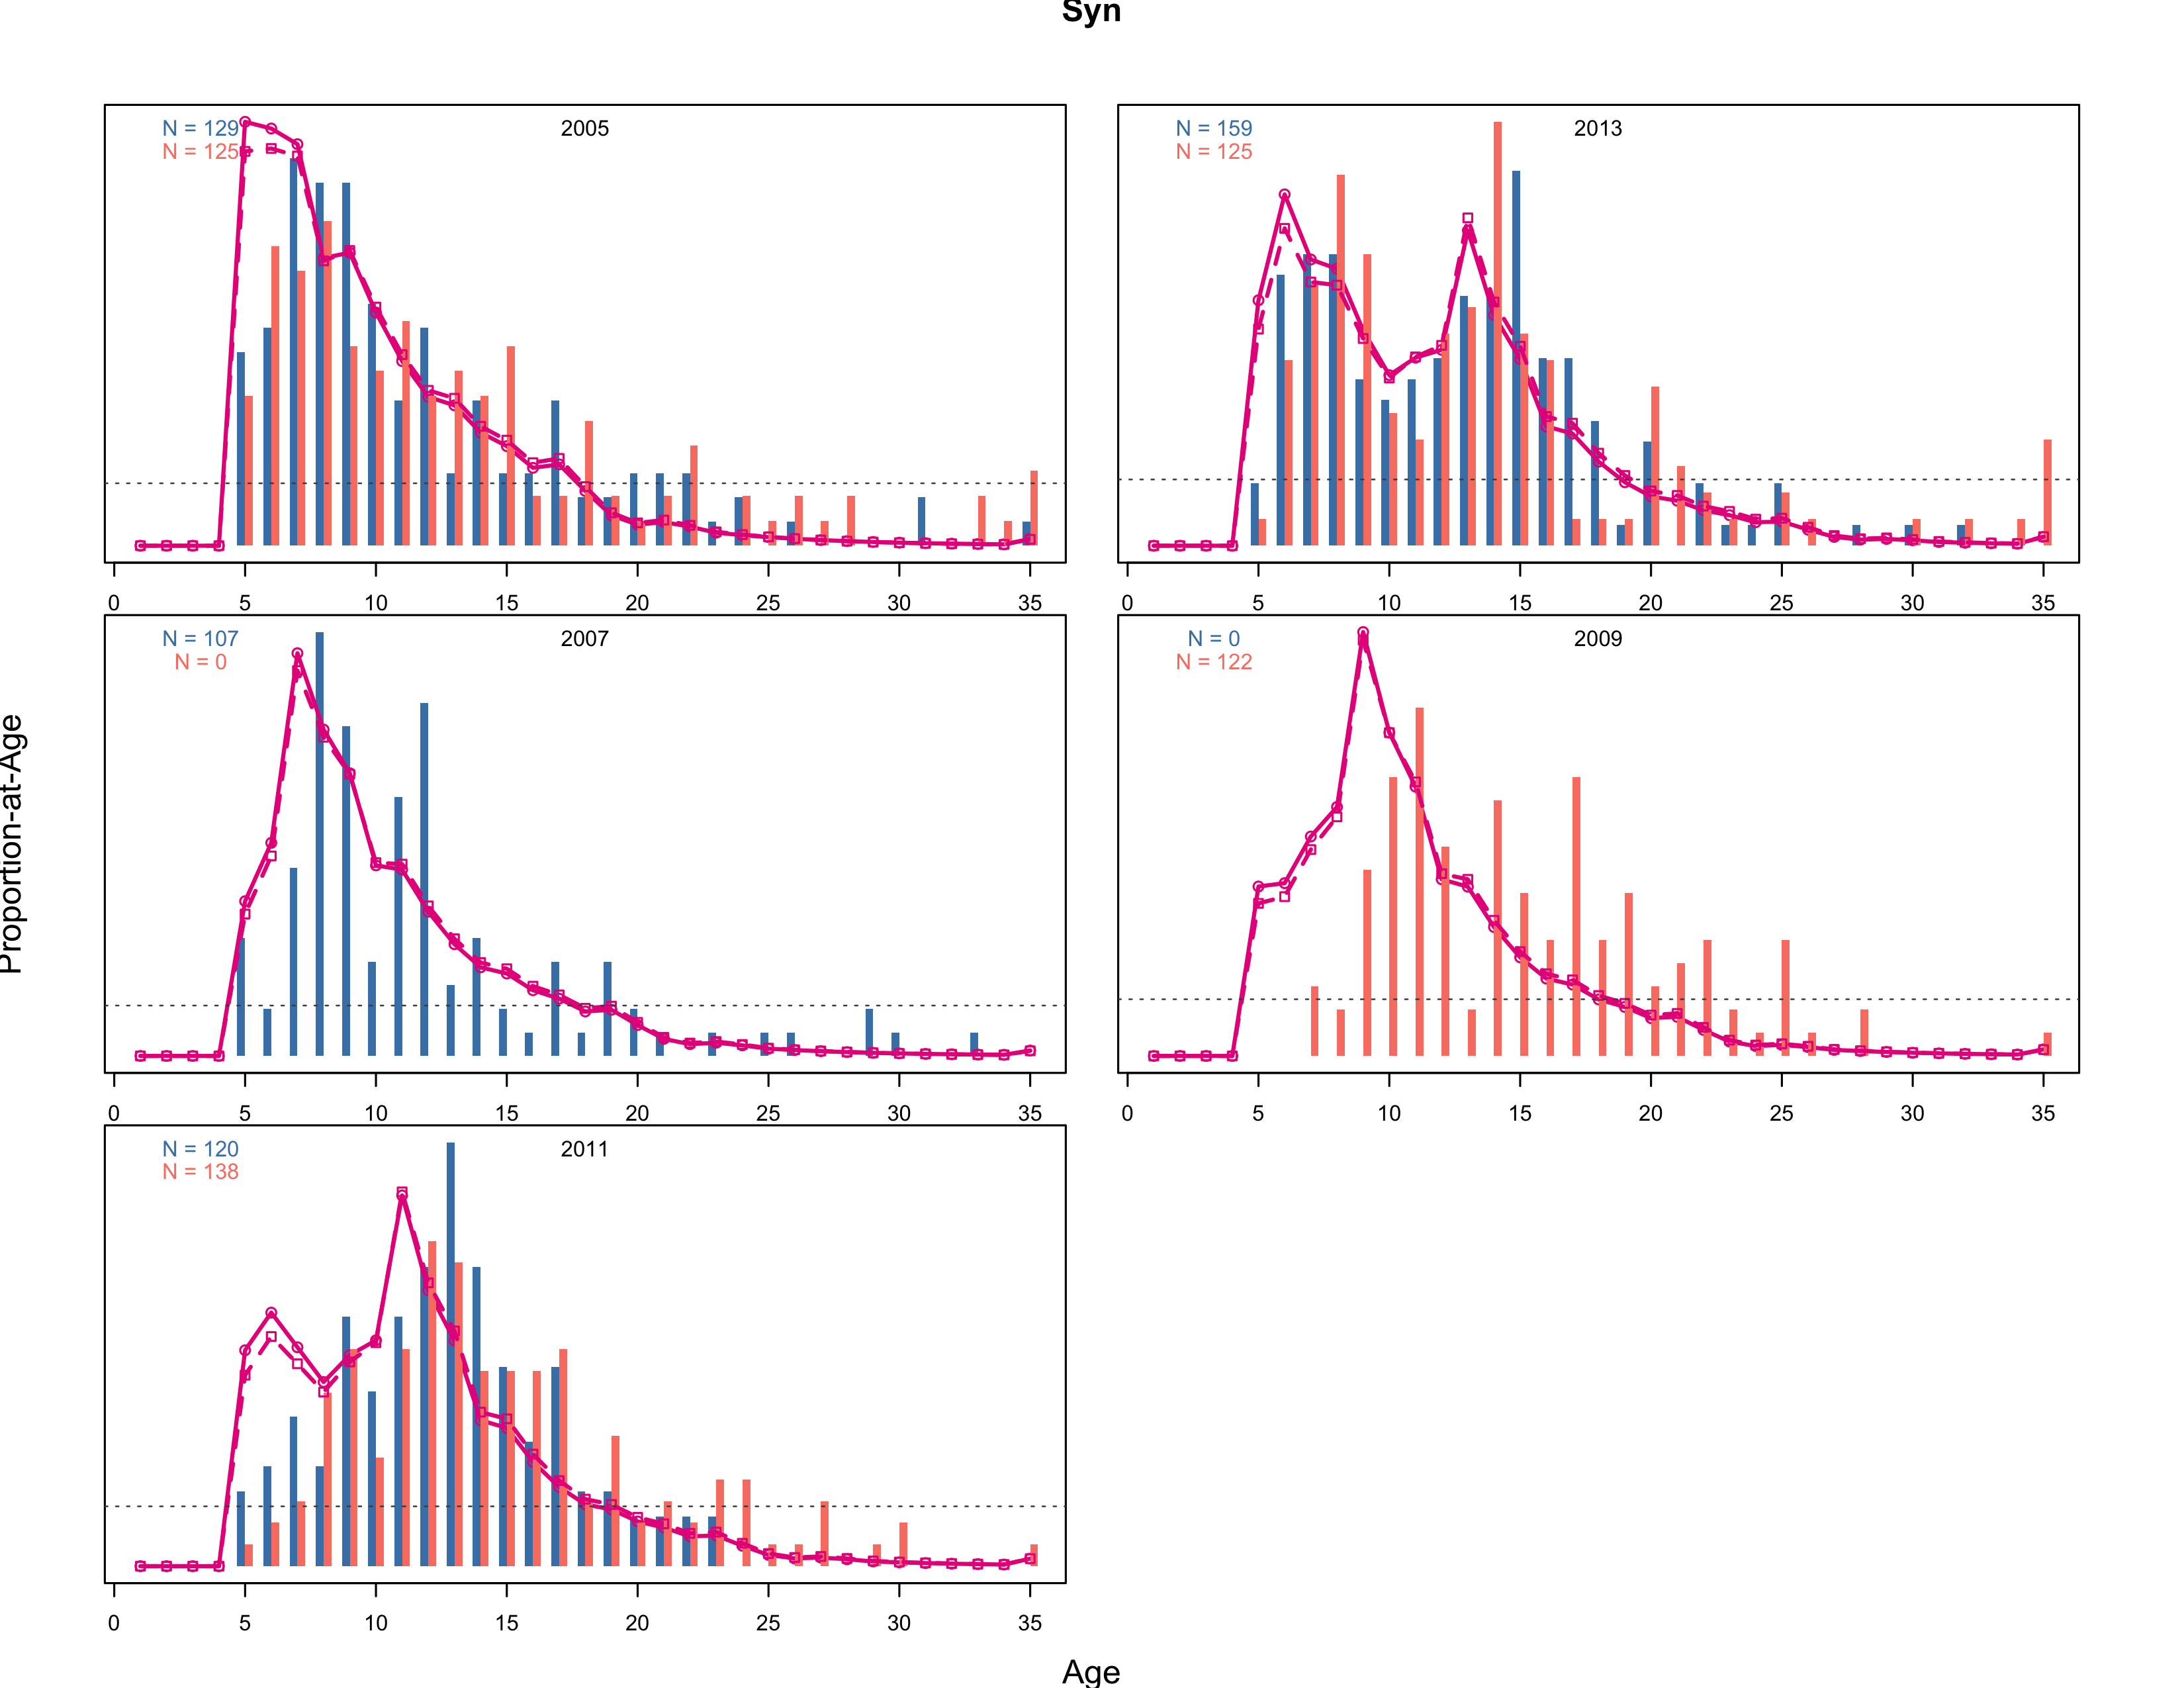 Syn
N = 129
N = 125
2005
0 5 10 15 20 25 30 35
N = 159
N = 125
2013
0 5 10 15 20 25 30 35
N = 107
N = 0
2007
0 5 10 15 20 25 30 35
N = 0
N = 122
2009
0 5 10 15 20 25 30 35
N = 120
N = 138
2011
0 5 10 15 20 25 30 35
Proportion-at-Age
Age